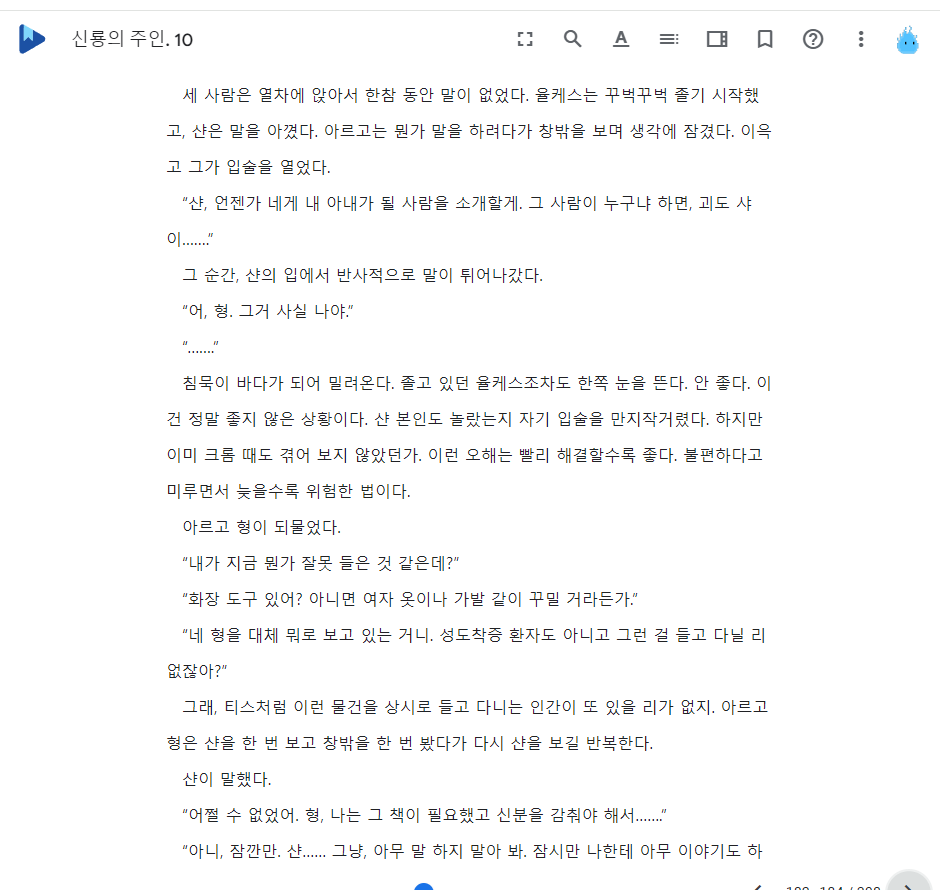 신룡의 주인. 10
세 사람은 열차에 앉아서 한참 동안 말이 없었다. 율케스는 꾸벅꾸벅 졸기 시작했
고, 샨은 말을 아꼈다. 아르고는 뭔가 말을 하려다가 창밖을 보며 생각에 잠겼다. 이윽
고 그가 입술을 열었다.
“샨, 언젠가 네게 내 아내가 될 사람을 소개할게. 그 사람이 누구냐 하면, 괴도 샤
이…….”
그 순간, 샨의 입에서 반사적으로 말이 튀어나갔다.
“어, 형. 그거 사실 나야.”
“…….”
침묵이 바다가 되어 밀려온다. 졸고 있던 율케스조차도 한쪽 눈을 뜬다. 안 좋다. 이
건 정말 좋지 않은 상황이다. 샨 본인도 놀랐는지 자기 입술을 만지작거렸다. 하지만
이미 크롬 때도 겪어 보지 않았던가. 이런 오해는 빨리 해결할수록 좋다. 불편하다고
미루면서 늦을수록 위험한 법이다.
아르고 형이 되물었다.
“내가 지금 뭔가 잘못 들은 것 같은데?”
“화장 도구 있어? 아니면 여자 옷이나 가발 같이 꾸밀 거라든가.”
“네 형을 대체 뭐로 보고 있는 거니. 성도착증 환자도 아니고 그런 걸 들고 다닐 리
없잖아?”
그래, 티스처럼 이런 물건을 상시로 들고 다니는 인간이 또 있을 리가 없지. 아르고
형은 샨을 한 번 보고 창밖을 한 번 봤다가 다시 샨을 보길 반복한다.
샨이 말했다.
“어쩔 수 없었어. 형, 나는 그 책이 필요했고 신분을 감춰야 해서…….”
“아니, 잠깐만. 샨…… 그냥, 아무 말 하지 말아 봐. 잠시만 나한테 아무 이야기도 하